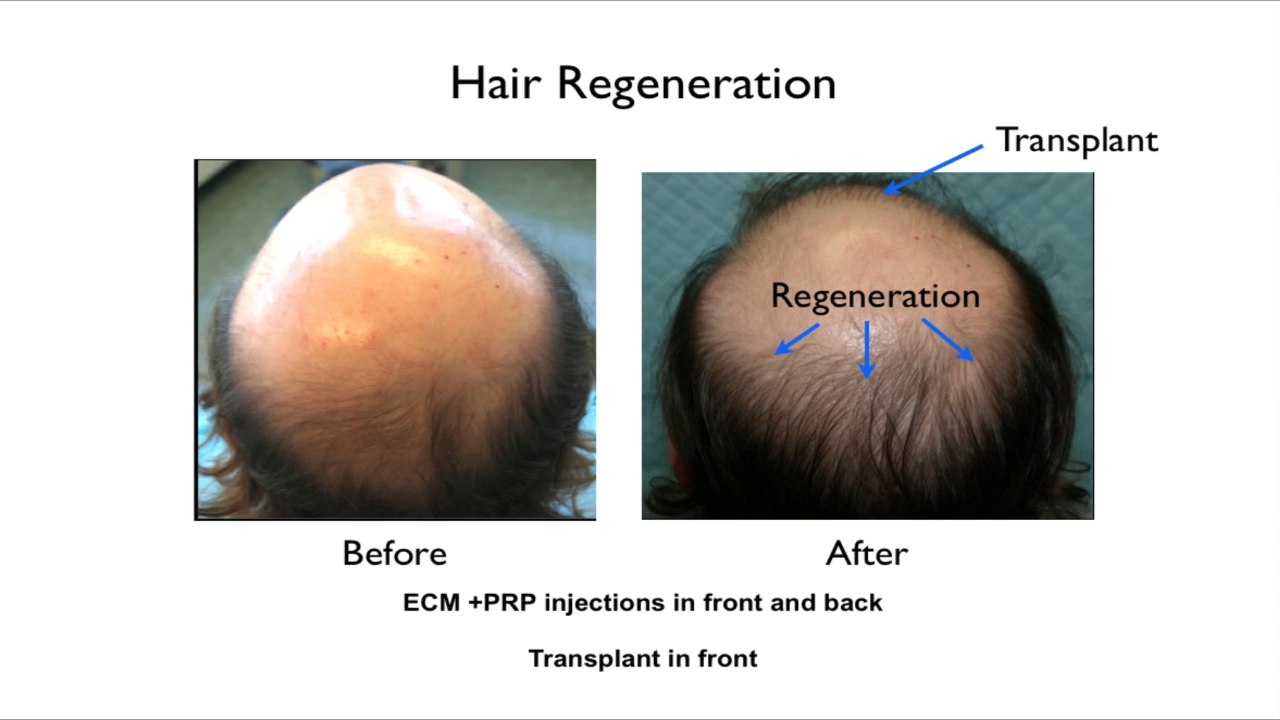 Hair Regeneration
Transplant
Regeneration
Before
After
ECM +PRP injections in front and back
Transplant in front